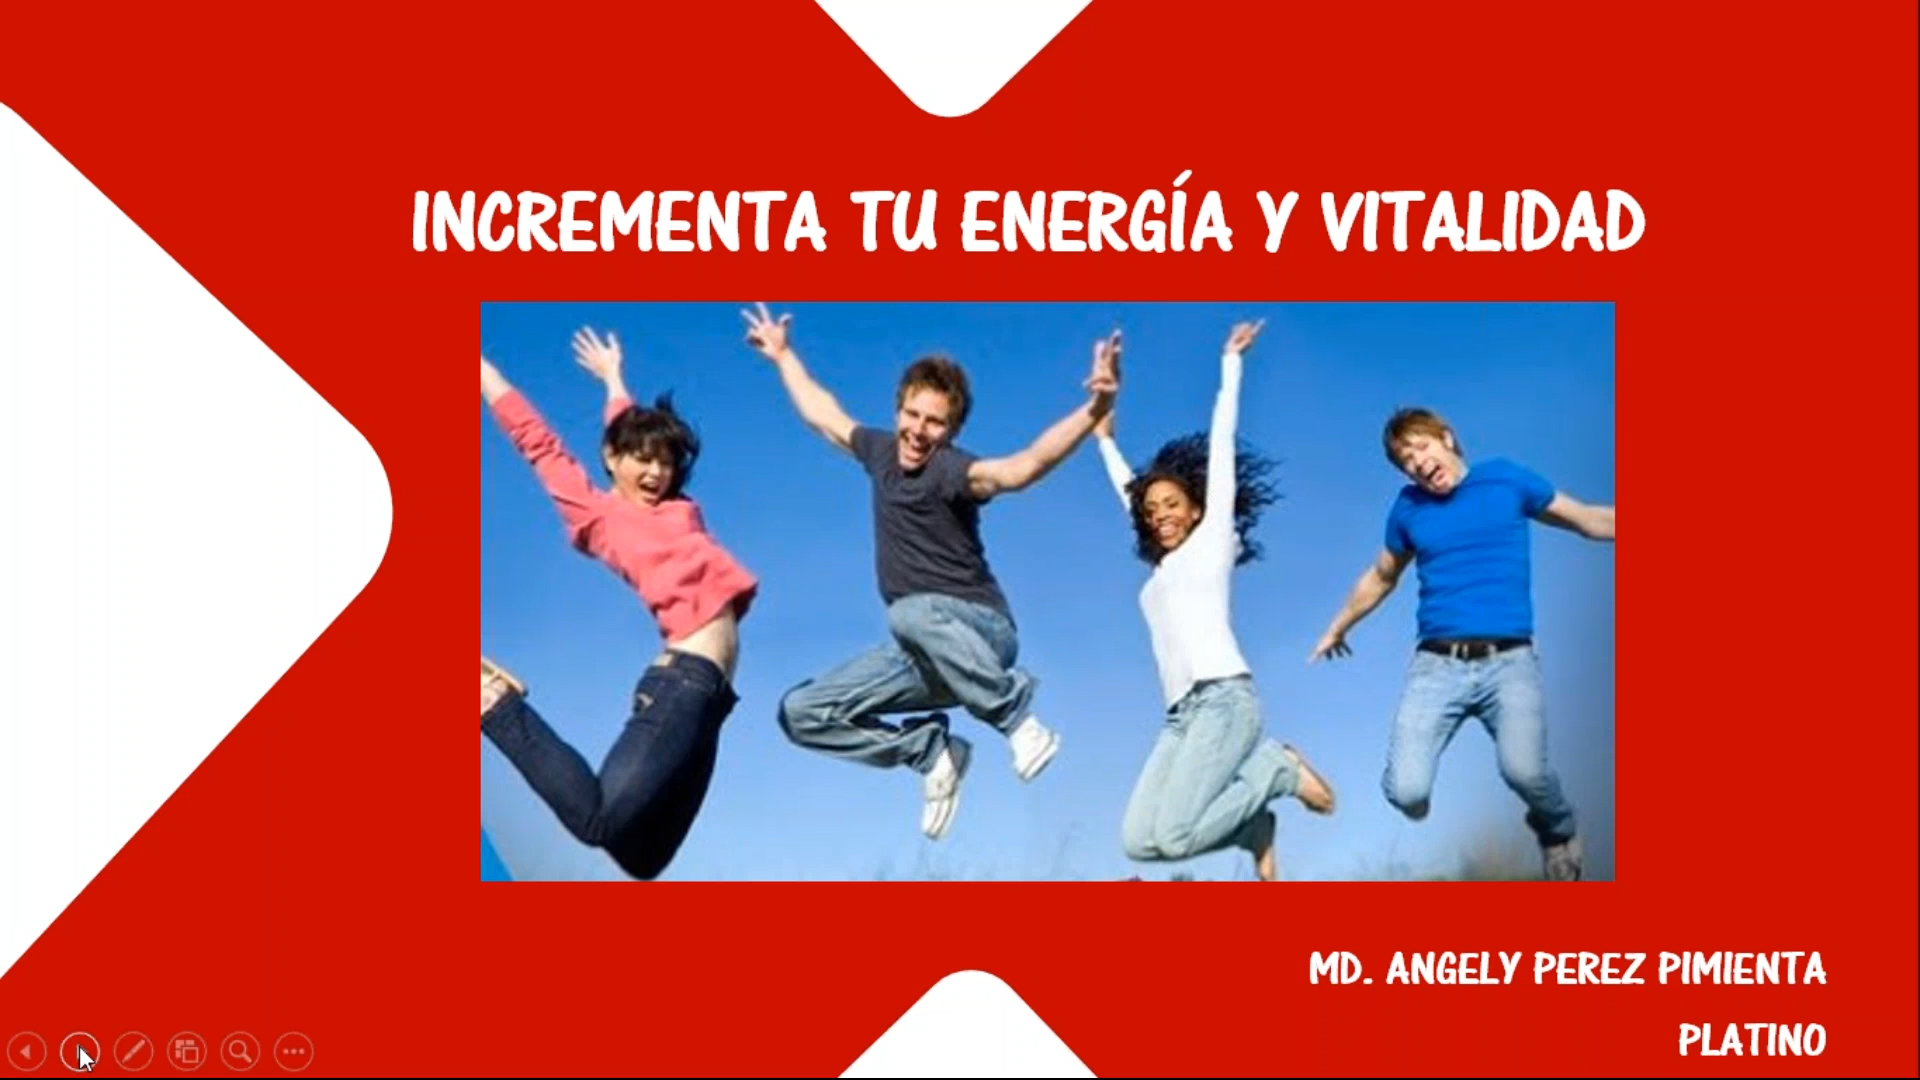 INCREMENTA TU ENERGÍA Y VITALIDAD
MD. ANGELY PEREZ PIMIENTA
PLATINO